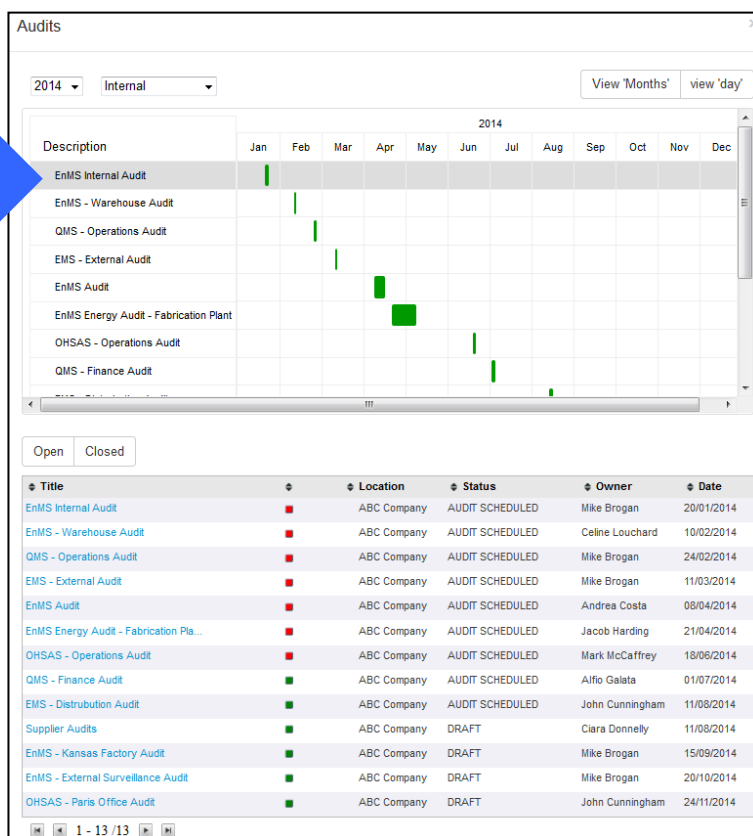 Audits
2014 Internal View 'Months' view 'day'
2014
Description Jan Feb Mar Apr May Jun Jul Aug Sep Oct Nov Dec
EnMS Internal Audit
EnMS - Warehouse Audit
QMS - Operations Audit
EMS - External Audit
EnMS Audit
EnMS Energy Audit - Fabrication Plant
OHSAS - Operations Audit
QMS - Finance Audit
Open Closed
Title Location Status Owner Date
EnMS Internal Audit ABC Company AUDIT SCHEDULED Mike Brogan 20/01/2014
EnMS - Warehouse Audit ABC Company AUDIT SCHEDULED Celine Louchard 10/02/2014
QMS - Operations Audit ABC Company AUDIT SCHEDULED Mike Brogan 24/02/2014
EMS - External Audit ABC Company AUDIT SCHEDULED Mike Brogan 11/03/2014
EnMS Audit ABC Company AUDIT SCHEDULED Andrea Costa 08/04/2014
EnMS Energy Audit - Fabrication Pla... ABC Company AUDIT SCHEDULED Jacob Harding 21/04/2014
OHSAS - Operations Audit ABC Company AUDIT SCHEDULED Mark McCaffrey 18/06/2014
QMS - Finance Audit ABC Company AUDIT SCHEDULED Alfio Galata 01/07/2014
EMS - Distrubution Audit ABC Company AUDIT SCHEDULED John Cunningham 11/08/2014
Supplier Audits ABC Company DRAFT Ciara Donnelly 11/08/2014
EnMS - Kansas Factory Audit ABC Company DRAFT Mike Brogan 15/09/2014
EnMS - External Surveillance Audit ABC Company DRAFT Mike Brogan 20/10/2014
OHSAS - Paris Office Audit ABC Company DRAFT John Cunningham 24/11/2014
1 - 13 /13